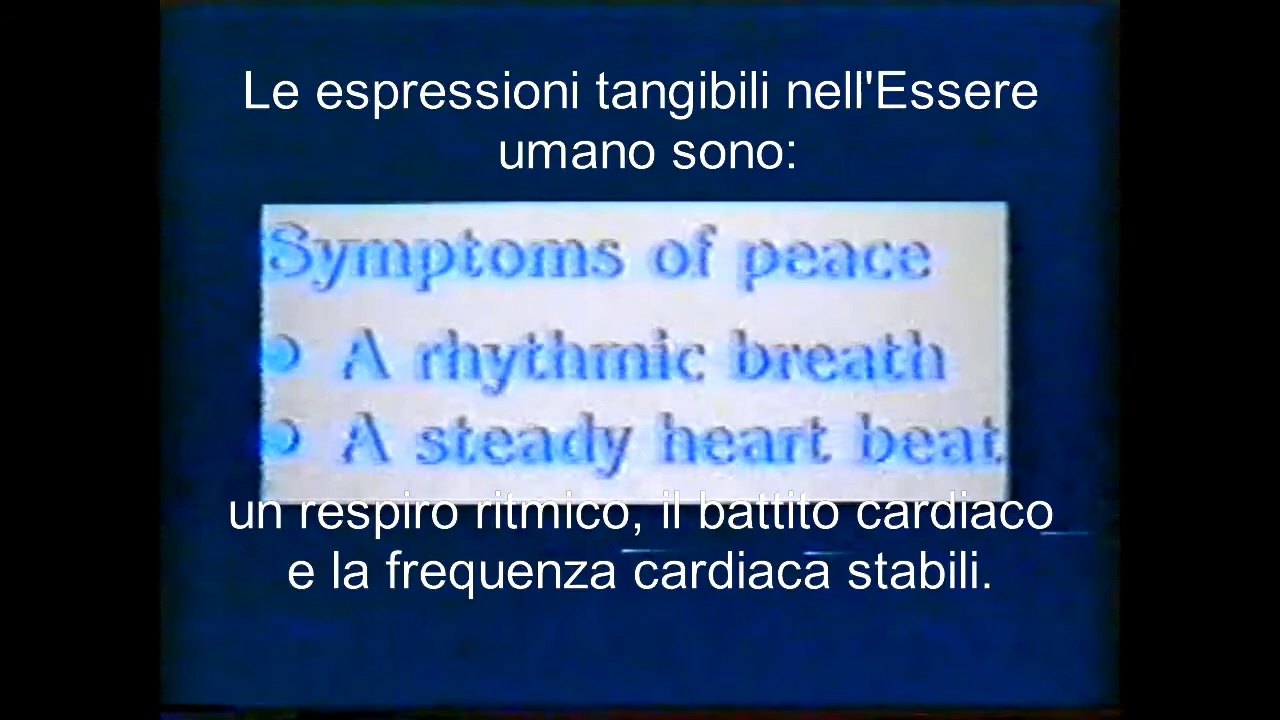 Le espressioni tangibili nell'Essere
umano sono:
Symptoms of peace
• A rhythmic breath
• A steady heart beat
un respiro ritmico, il battito cardiaco
e la frequenza cardiaca stabili.